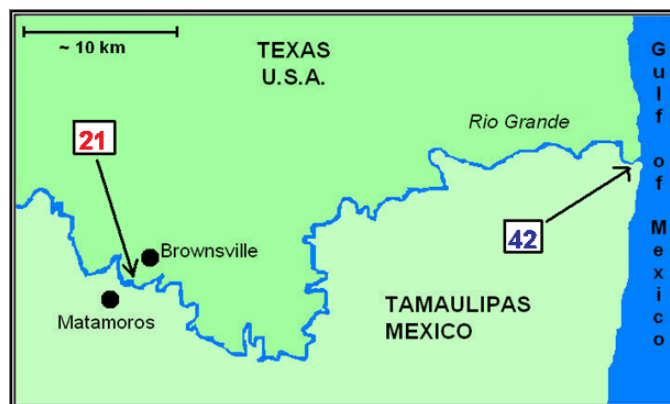 ~ 10 km
TEXAS
U.S.A.
Gulf of Mexico
Rio Grande
21
42
Brownsville
Matamoros
TAMAULIPAS
MEXICO